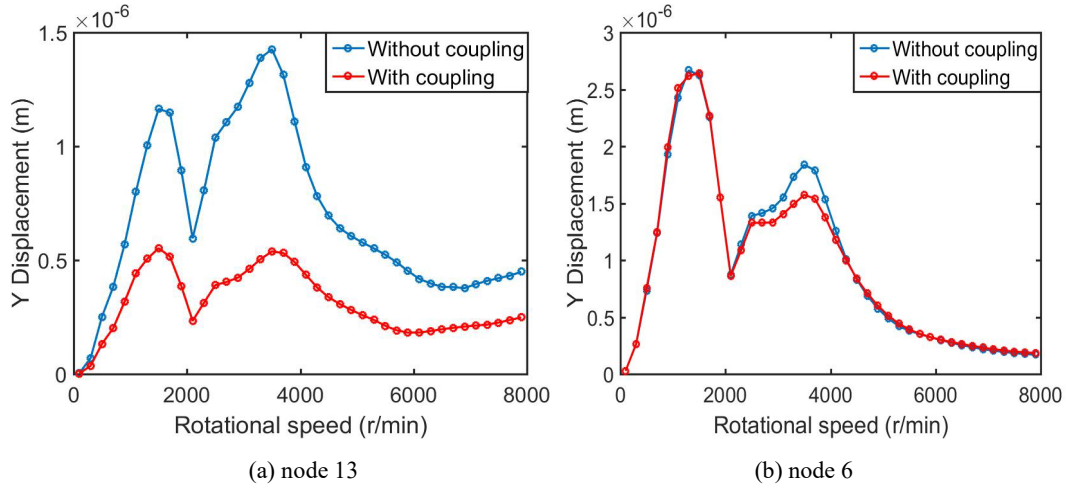 ×10⁻⁶
1.5
1
0.5
0
0 2000 4000 6000 8000
Y Displacement (m)
Rotational speed (r/min)
Without coupling
With coupling
(a) node 13
×10⁻⁶
3
2.5
2
1.5
1
0.5
0
0 2000 4000 6000 8000
Y Displacement (m)
Rotational speed (r/min)
Without coupling
With coupling
(b) node 6